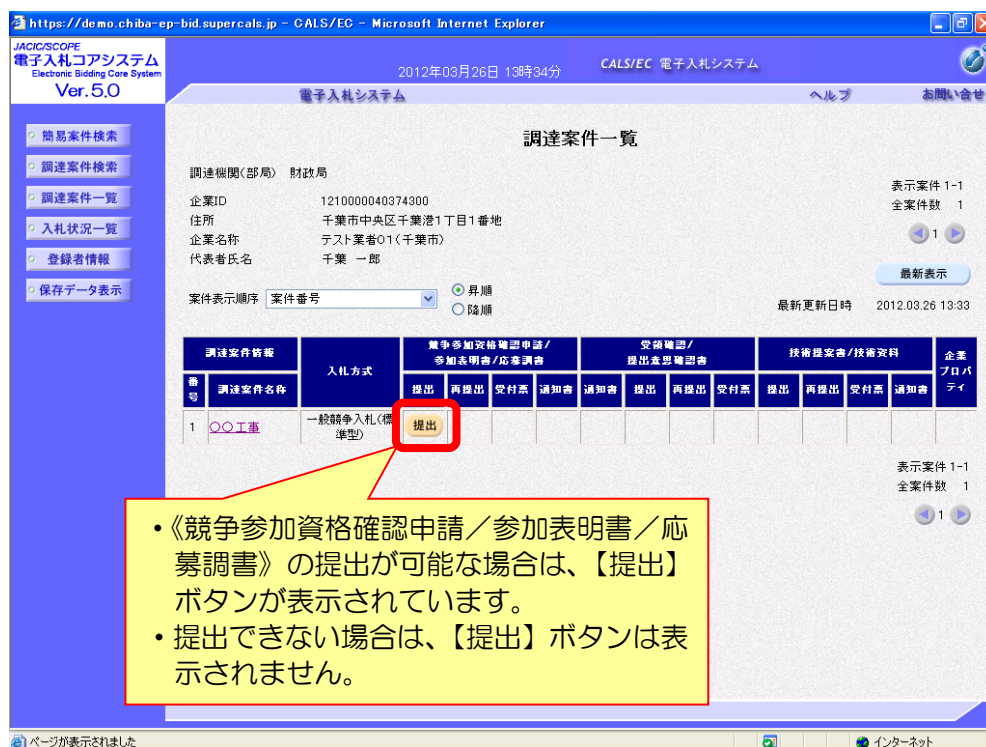 https://demo.chiba-ep-bid.supercals.jp - CALS/EC - Microsoft Internet Explorer
JACIC/SCOPE
電子入札コアシステム
Electronic Bidding Core System
Ver.5.0
2012年03月26日 13時34分
CALS/EC 電子入札システム
電子入札システム
ヘルプ
お問い合せ
簡易案件検索
調達案件検索
調達案件一覧
入札状況一覧
登録者情報
保存データ表示
調達案件一覧
調達機関(部局) 財政局
企業ID 1210000040374300
住所 千葉市中央区千葉港1丁目1番地
企業名称 テスト業者01(千葉市)
代表者氏名 千葉 一郎
表示案件 1-1
全案件数 1
1
最新表示
案件表示順序 案件番号
昇順
降順
最新更新日時 2012.03.26 13:33
調達案件情報
入札方式
競争参加資格確認申請/
参加表明書/応募調書
受領確認/
提出意思確認書
技術提案書/技術資料
企業
プロパ
ティ
番
号
調達案件名称
提出 再提出 受付票 通知書 通知書 提出 再提出 受付票 提出 再提出 受付票 通知書
1 〇〇工事 一般競争入札(標
準型)
提出
表示案件 1-1
全案件数 1
1
・《競争参加資格確認申請／参加表明書／応
募調書》の提出が可能な場合は、【提出】
ボタンが表示されています。
・提出できない場合は、【提出】ボタンは表
示されません。
ページが表示されました
インターネット